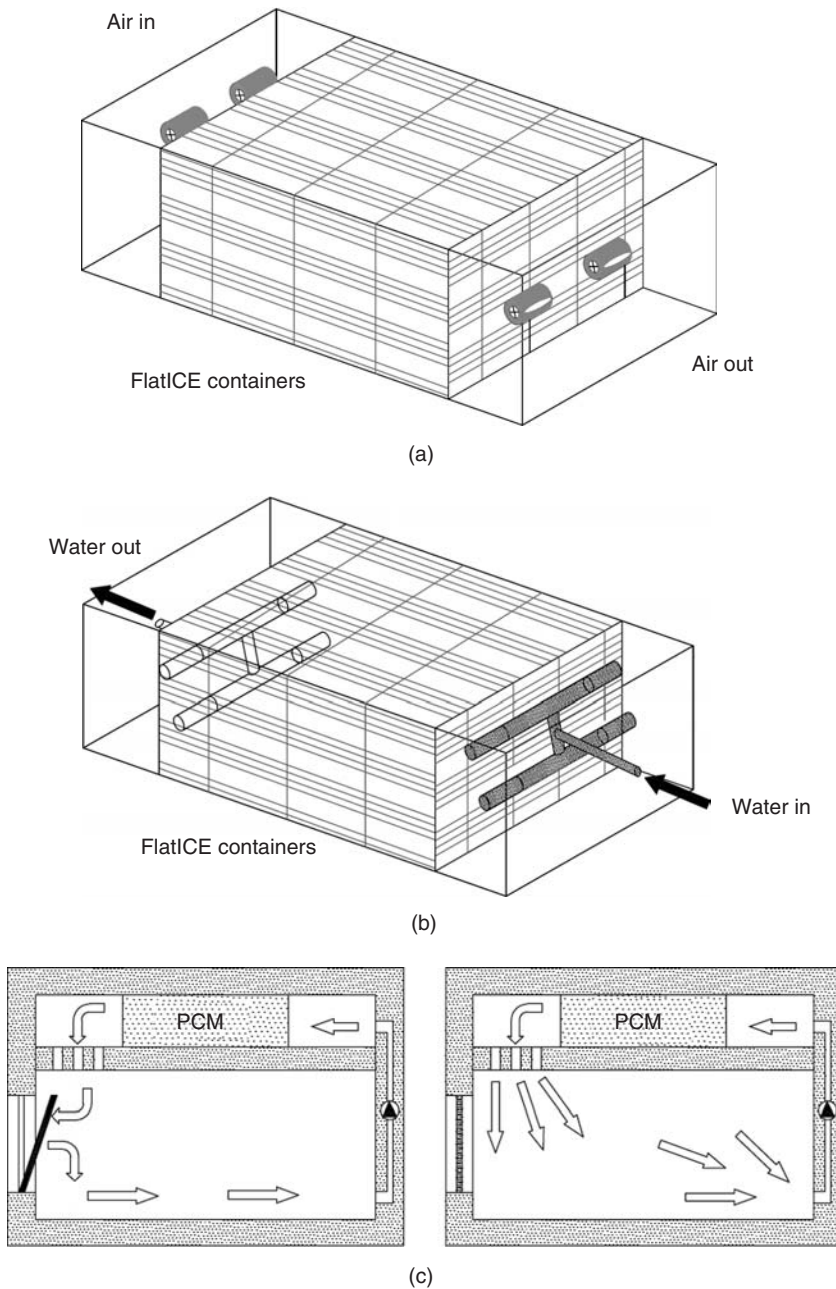 Air in
FlatICE containers
Air out
(a)
Water out
Water in
FlatICE containers
(b)
PCM
PCM
(c)